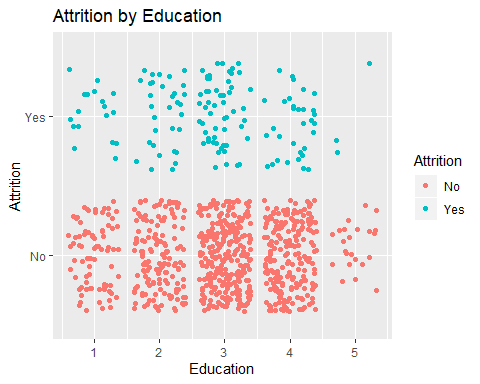 Attrition by Education
Attrition
Yes
No
1 2 3 4 5
Education
Attrition
No
Yes